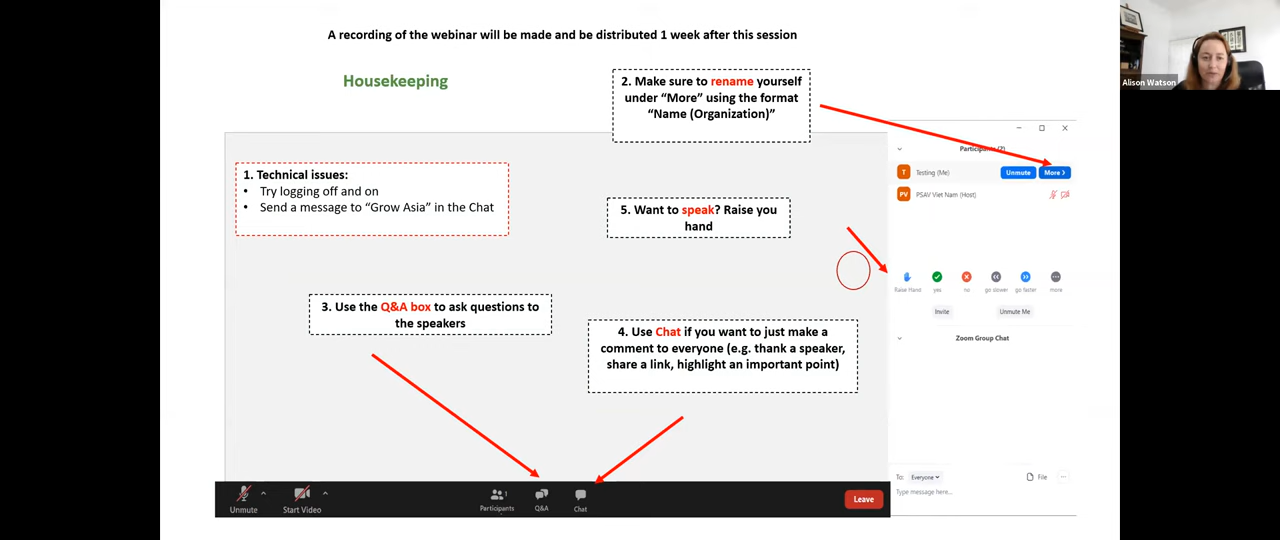 A recording of the webinar will be made and be distributed 1 week after this session
Housekeeping
2. Make sure to rename yourself
under “More” using the format
“Name (Organization)”
Alison Watson
1. Technical issues:
• Try logging off and on
• Send a message to “Grow Asia” in the Chat
5. Want to speak? Raise you
hand
3. Use the Q&A box to ask questions to
the speakers
4. Use Chat if you want to just make a
comment to everyone (e.g. thank a speaker,
share a link, highlight an important point)
Participants (2)
T Testing (Me) Unmute More >
PV PSAV Viet Nam (Host)
Raise Hand yes no go slower go faster more
Invite Unmute Me
Zoom Group Chat
To: Everyone File
Type message here...
Unmute Start Video Participants 1 Q&A Chat Leave